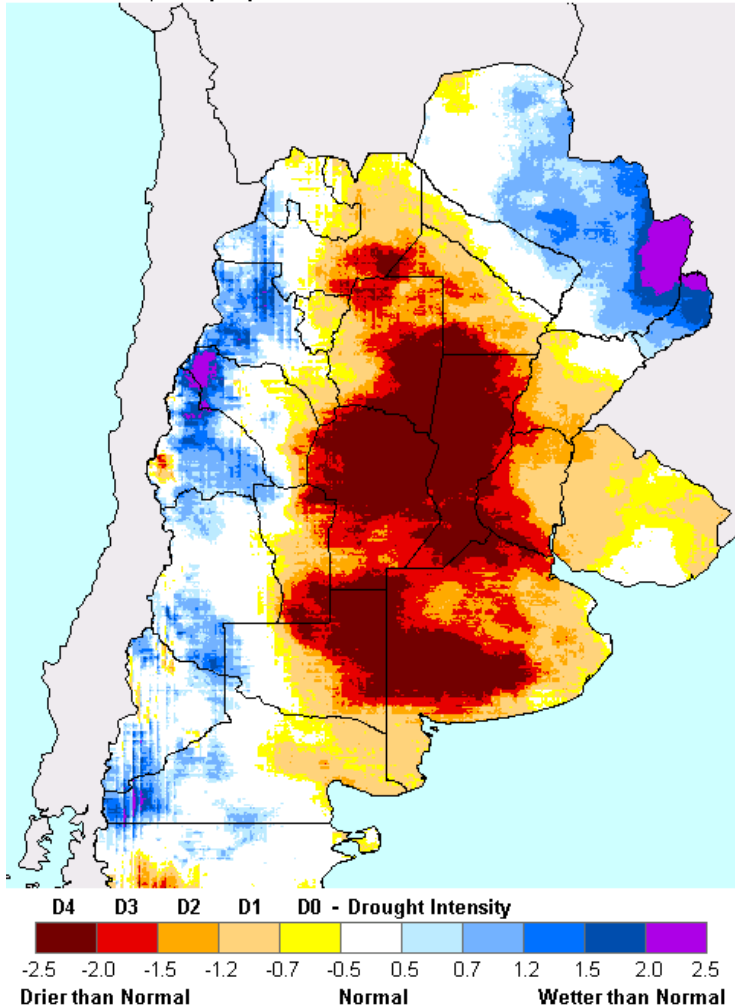 D4 D3 D2 D1 D0 - Drought Intensity
-2.5 -2.0 -1.5 -1.2 -0.7 -0.5 0.5 0.7 1.2 1.5 2.0 2.5
Drier than Normal Normal Wetter than Normal